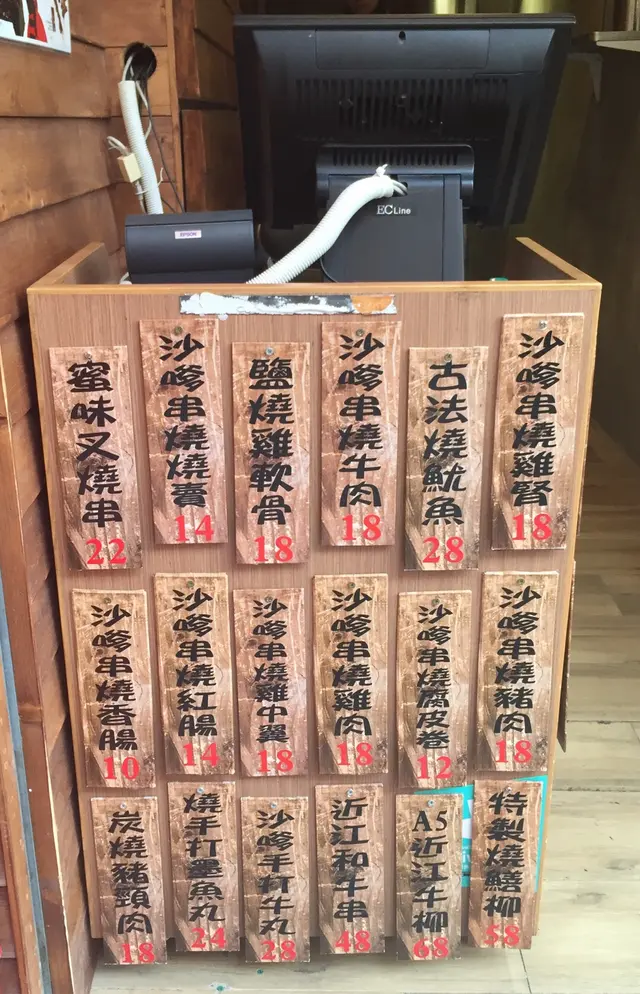 ECLine
EPSON
蜜味叉燒串
22
沙嗲串燒燒賣
14
鹽燒雞軟骨
18
沙嗲串燒牛肉
18
古法燒魷魚
28
沙嗲串燒雞腎
18
沙嗲串燒香腸
10
沙嗲串燒紅腸
14
沙嗲串燒雞中翼
18
沙嗲串燒雞肉
18
沙嗲串燒腐皮卷
12
沙嗲串燒豬肉
18
炭燒豬頸肉
18
燒手打墨魚丸
24
沙嗲手打牛丸
28
近江和牛串
48
A5近江牛柳
68
特製燒鱔柳
58